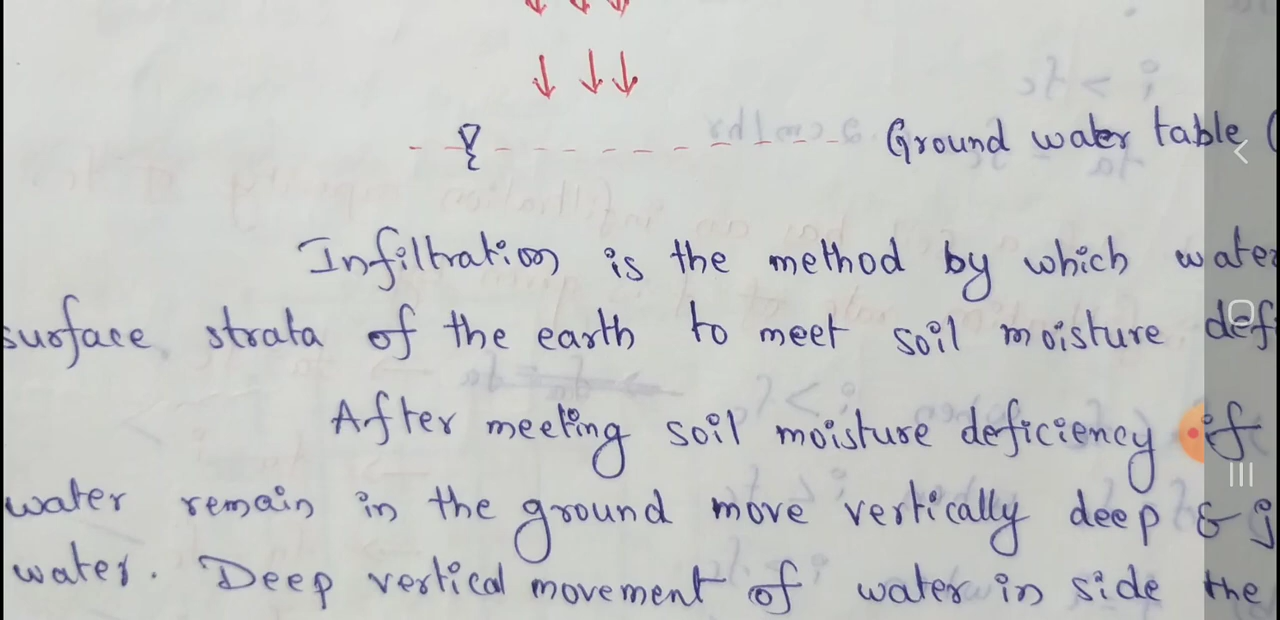 Ground water table (
Infiltration is the method by which water
surface strata of the earth to meet soil moisture def
After meeting soil moisture deficiency if
water remain in the ground move vertically deep & g
water. Deep vertical movement of water in side the